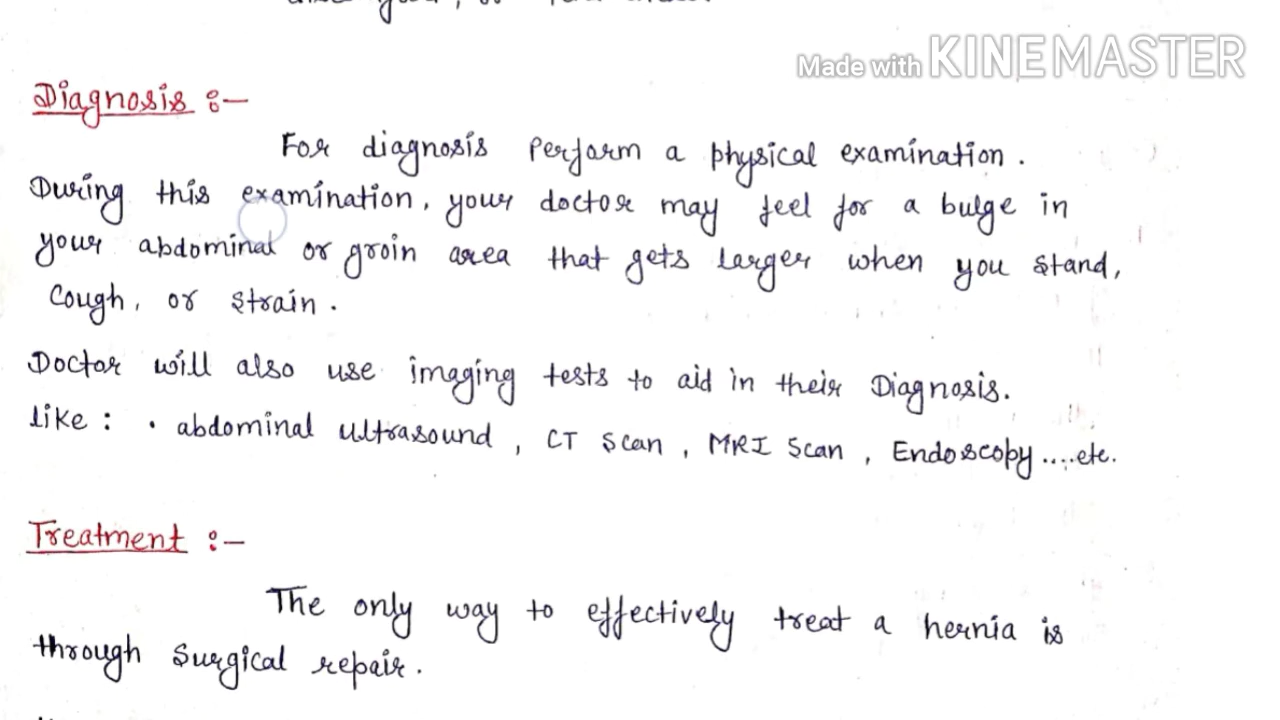 Made with KINEMASTER
Diagnosis :-
For diagnosis perform a physical examination.
During this examination, your doctor may feel for a bulge in
your abdominal or groin area that gets larger when you stand,
Cough, or strain.
Doctor will also use imaging tests to aid in their Diagnosis.
like : • abdominal ultrasound, CT Scan, MRI Scan, Endoscopy....etc.
Treatment :-
The only way to effectively treat a hernia is
through Surgical repair.